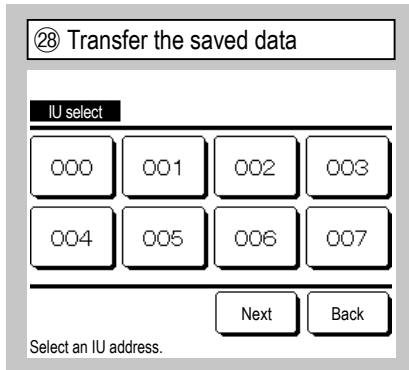 ㉘ Transfer the saved data
IU select
000 001 002 003
004 005 006 007
Next Back
Select an IU address.